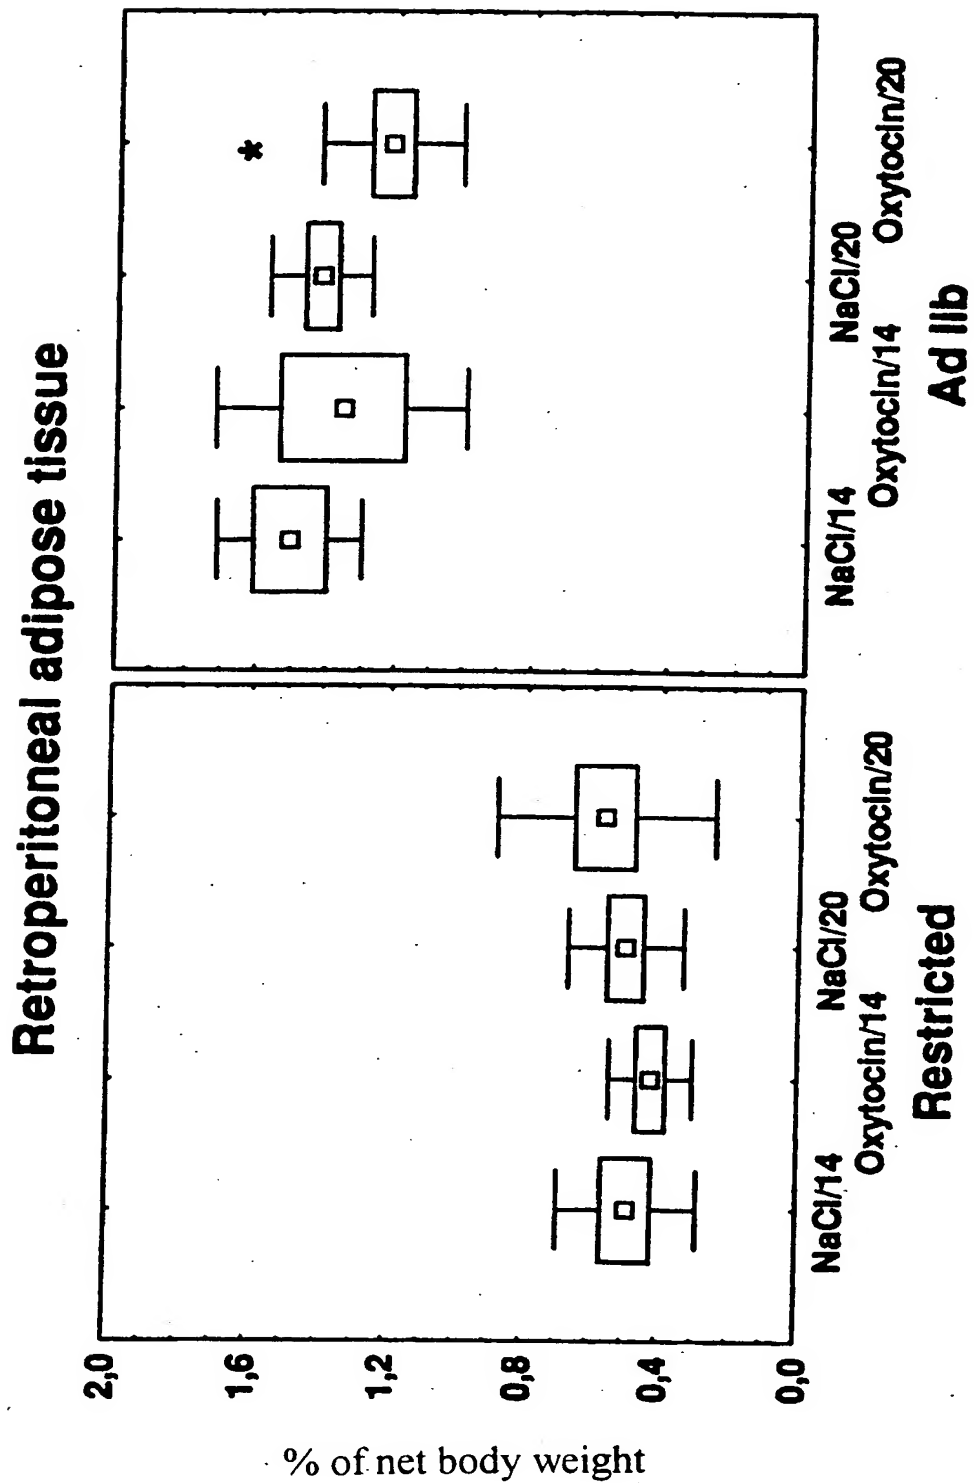 Retroperitoneal adipose tissue
% of net body weight
2,0
1,6
1,2
0,8
0,4
0,0
NaCl/14
Oxytocin/14
NaCl/20
Oxytocin/20
Restricted
NaCl/14
Oxytocin/14
NaCl/20
Oxytocin/20
*
Ad lib